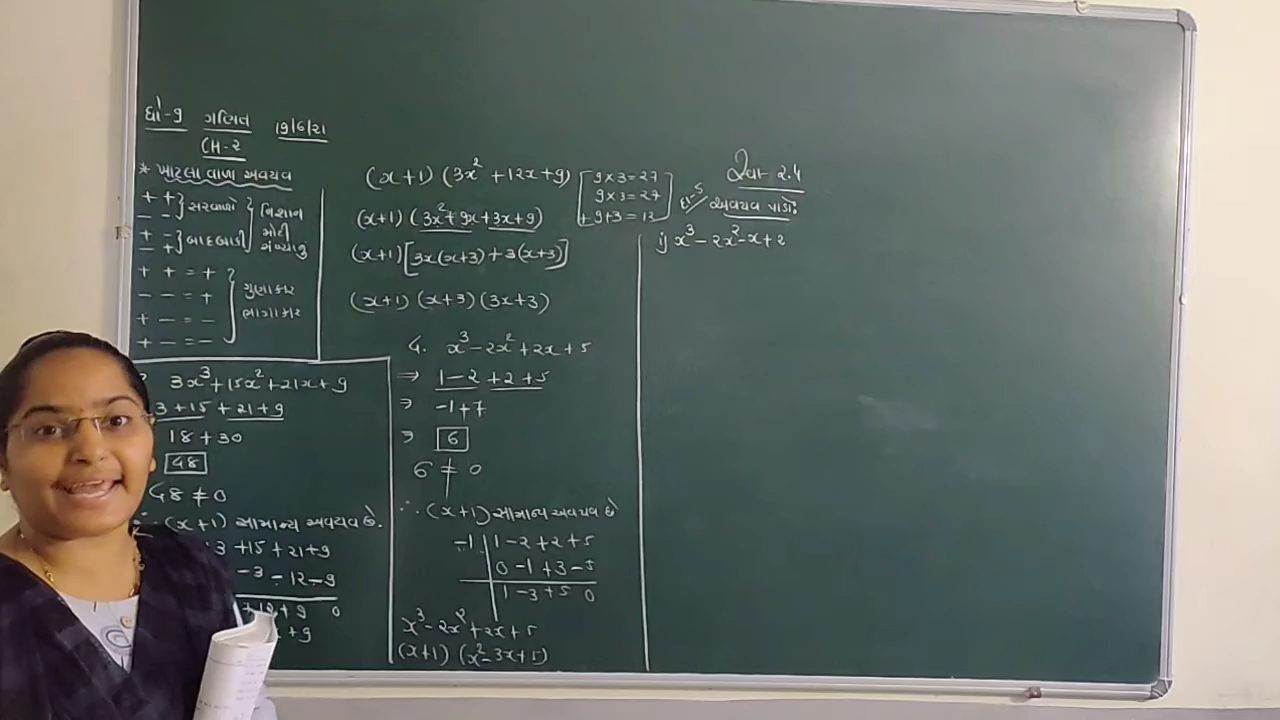 ધો-9 ગણિત 19/6/21
CH-2
* ખાટલા વાળા અવયવ
+ + } સરવાળો
- -
+ - } બાદબાકી
- +
નિશાન
મોટી
સંખ્યાનું
+ + = +
- - = +
+ - = -
+ - = -
ગુણાકાર
ભાગાકાર
3x³+15x²+21x+9
3+15+21+9
18+30
48
48 ≠ 0
∴ (x+1) સામાન્ય અવયવ છે.
3 +15 +21+9
-3 -12-9
+12+9 0
+9
(x+1) (3x²+12x+9)
9×3=27
9×3=27
+9+3=12
(x+1) (3x²+9x+3x+9)
(x+1)[3x(x+3)+3(x+3)]
(x+1) (x+3) (3x+3)
4. x³-2x²+2x+5
⇒ 1-2+2+5
⇒ -1+7
⇒ 6
6 ≠ 0
∴ (x+1) સામાન્ય અવયવ છે
-1 | 1-2+2+5
0 -1 +3 -5
1 -3 +5 0
x³-2x²+2x+5
(x+1) (x²-3x+5)
સ્વા- 2.4
દા-5 અવયવ પાડો:
i) x³-2x²-x+2